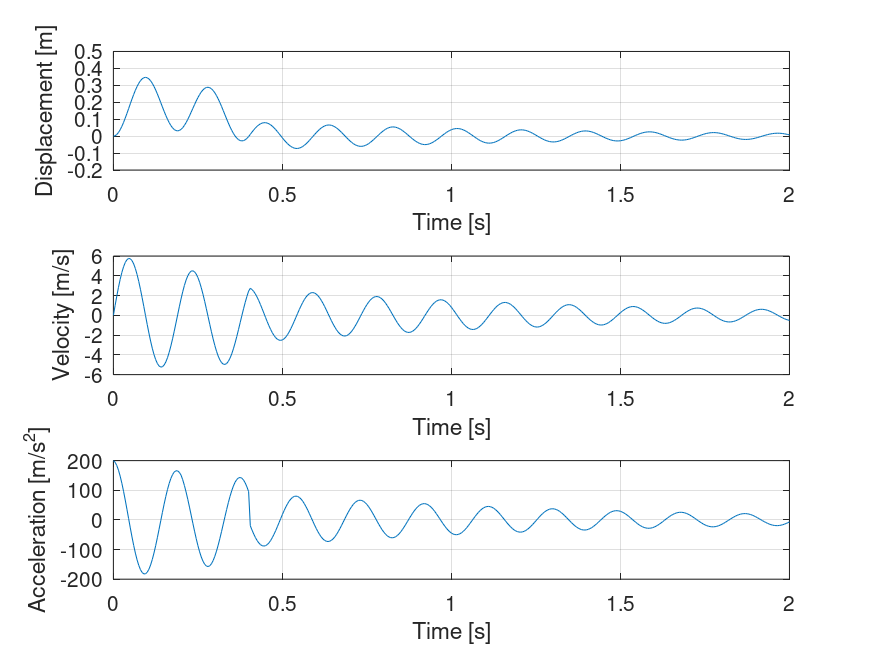 Displacement [m]
0.5
0.4
0.3
0.2
0.1
0
-0.1
-0.2
0 0.5 1 1.5 2
Time [s]
Velocity [m/s]
6
4
2
0
-2
-4
-6
0 0.5 1 1.5 2
Time [s]
Acceleration [m/s²]
200
100
0
-100
-200
0 0.5 1 1.5 2
Time [s]